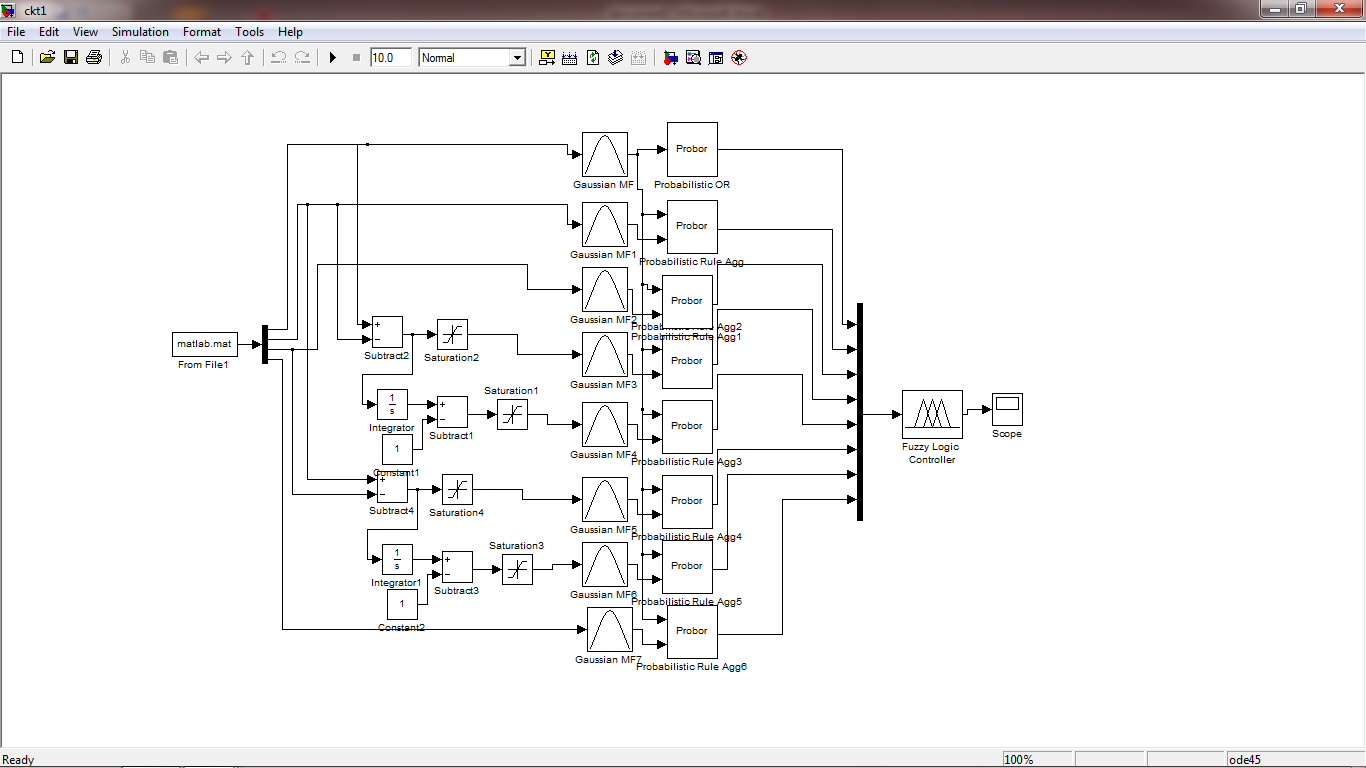 ckt1
File Edit View Simulation Format Tools Help
10.0 Normal
Probor
Gaussian MF
Probabilistic OR
Probor
Gaussian MF1
Probabilistic Rule Agg
Probor
Gaussian MF2
Probabilistic Rule Agg2
Probabilistic Rule Agg1
matlab.mat
From File1
+
−
Subtract2
Saturation2
Probor
Gaussian MF3
Saturation1
1
s
Integrator
+
−
Subtract1
1
Constant1
Probor
Gaussian MF4
Probabilistic Rule Agg3
Fuzzy Logic
Controller
Scope
+
−
Subtract4
Saturation4
Probor
Gaussian MF5
Probabilistic Rule Agg4
Saturation3
1
s
Integrator1
+
−
Subtract3
1
Constant2
Probor
Gaussian MF6
Probabilistic Rule Agg5
Probor
Gaussian MF7
Probabilistic Rule Agg6
Ready
100%
ode45